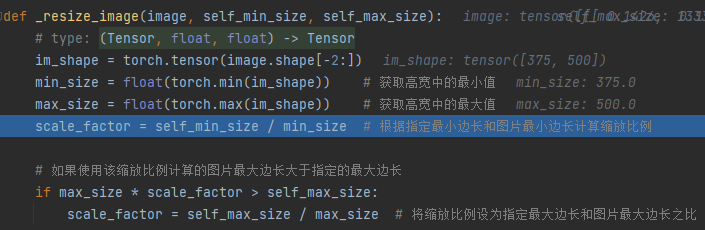 def _resize_image(image, self_min_size, self_max_size):   image: tensor([[[ 0.1426,  0.13   self_max_size: 1333
    # type: (Tensor, float, float) -> Tensor
    im_shape = torch.tensor(image.shape[-2:])   im_shape: tensor([375, 500])
    min_size = float(torch.min(im_shape))    # 获取高宽中的最小值   min_size: 375.0
    max_size = float(torch.max(im_shape))    # 获取高宽中的最大值   max_size: 500.0
    scale_factor = self_min_size / min_size  # 根据指定最小边长和图片最小边长计算缩放比例
    # 如果使用该缩放比例计算的图片最大边长大于指定的最大边长
    if max_size * scale_factor > self_max_size:
        scale_factor = self_max_size / max_size  # 将缩放比例设为指定最大边长和图片最大边长之比